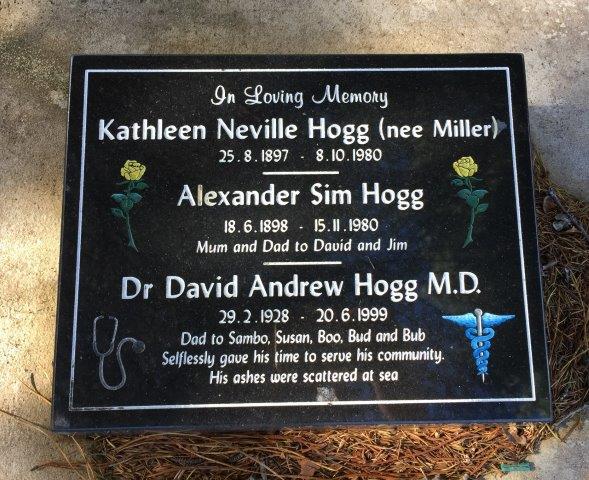 In Loving Memory
Kathleen Neville Hogg (nee Miller)
25.8.1897 - 8.10.1980
Alexander Sim Hogg
18.6.1898 - 15.11.1980
Mum and Dad to David and Jim
Dr David Andrew Hogg M.D.
29.2.1928 - 20.6.1999
Dad to Sambo, Susan, Boo, Bud and Bub
Selflessly gave his time to serve his community.
His ashes were scattered at sea